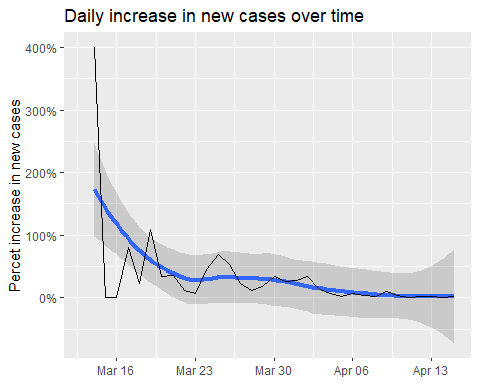 Daily increase in new cases over time
Percet increase in new cases
400%
300%
200%
100%
0%
Mar 16 Mar 23 Mar 30 Apr 06 Apr 13